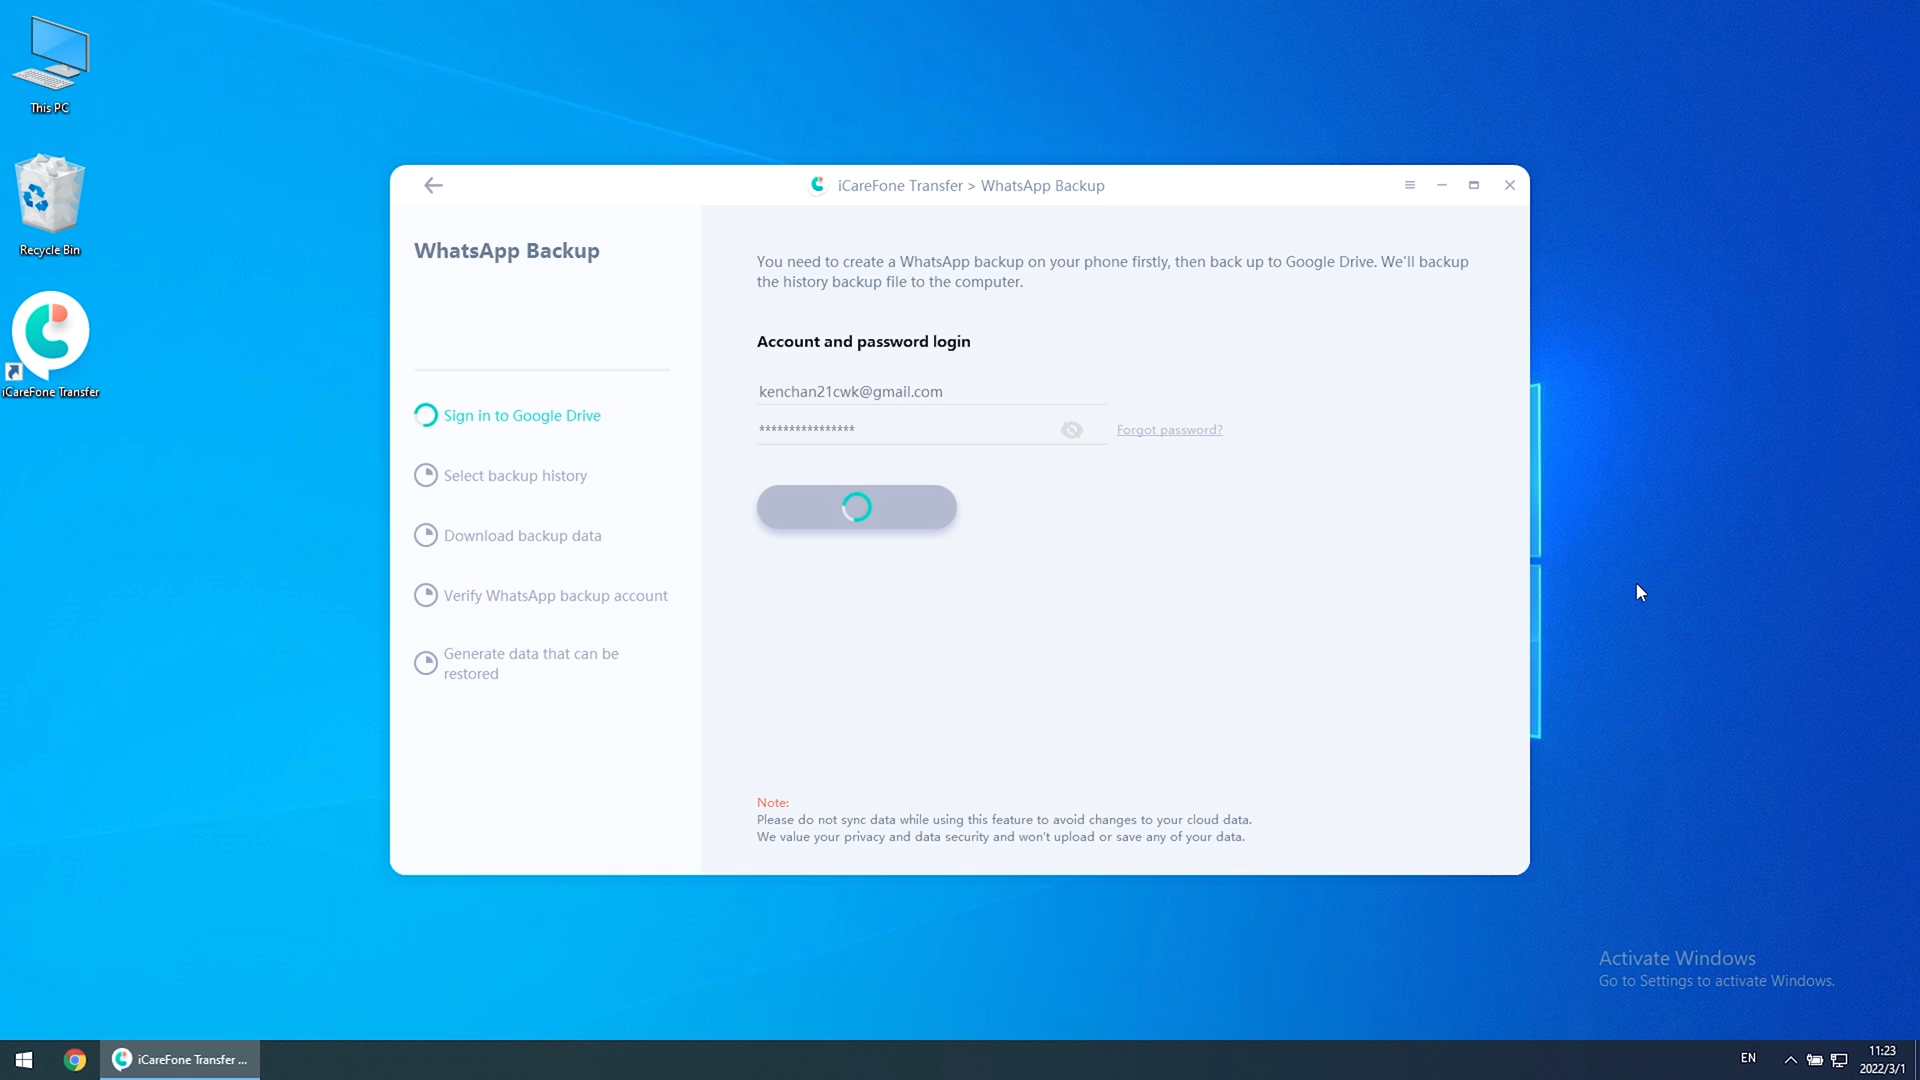 This PC
Recycle Bin
iCareFone Transfer
iCareFone Transfer > WhatsApp Backup
WhatsApp Backup
Sign in to Google Drive
Select backup history
Download backup data
Verify WhatsApp backup account
Generate data that can be
restored
You need to create a WhatsApp backup on your phone firstly, then back up to Google Drive. We'll backup
the history backup file to the computer.
Account and password login
kenchan21cwk@gmail.com
****************
Forgot password?
Note:
Please do not sync data while using this feature to avoid changes to your cloud data.
We value your privacy and data security and won't upload or save any of your data.
Activate Windows
Go to Settings to activate Windows.
iCareFone Transfer ...
EN
11:23
2022/3/1